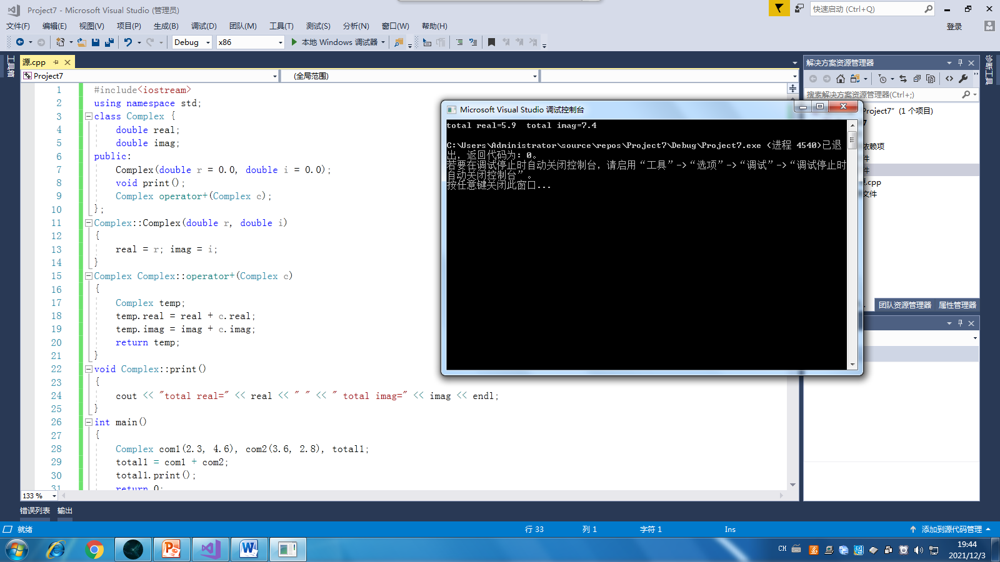 Project7 - Microsoft Visual Studio (管理员)
快速启动 (Ctrl+Q)
文件(F) 编辑(E) 视图(V) 项目(P) 生成(B) 调试(D) 团队(M) 工具(T) 测试(S) 分析(N) 窗口(W) 帮助(H)
登录
Debug x86 本地 Windows 调试器
工具箱
源.cpp
Project7 (全局范围)
1 #include<iostream>
2 using namespace std;
3 class Complex {
4 double real;
5 double imag;
6 public:
7 Complex(double r = 0.0, double i = 0.0);
8 void print();
9 Complex operator+(Complex c);
10 };
11 Complex::Complex(double r, double i)
12 {
13 real = r; imag = i;
14 }
15 Complex Complex::operator+(Complex c)
16 {
17 Complex temp;
18 temp.real = real + c.real;
19 temp.imag = imag + c.imag;
20 return temp;
21 }
22 void Complex::print()
23 {
24 cout << "total real=" << real << " " << " total imag=" << imag << endl;
25 }
26 int main()
27 {
28 Complex com1(2.3, 4.6), com2(3.6, 2.8), total1;
29 total1 = com1 + com2;
30 total1.print();
31 return 0;
133 %
Microsoft Visual Studio 调试控制台
total real=5.9  total imag=7.4
C:\Users\Administrator\source\repos\Project7\Debug\Project7.exe (进程 4540)已退
出，返回代码为: 0。
若要在调试停止时自动关闭控制台，请启用“工具”->“选项”->“调试”->“调试停止时
自动关闭控制台”。
按任意键关闭此窗口...
解决方案资源管理器
搜索解决方案资源管理器(Ctrl+;)
Project7" (1 个项目)
7
依赖项
件
件
.cpp
文件
团队资源管理器 属性管理器
诊断工具
错误列表 输出
就绪 行 33 列 1 字符 1 Ins 添加到源代码管理
CH
19:44
2021/12/3